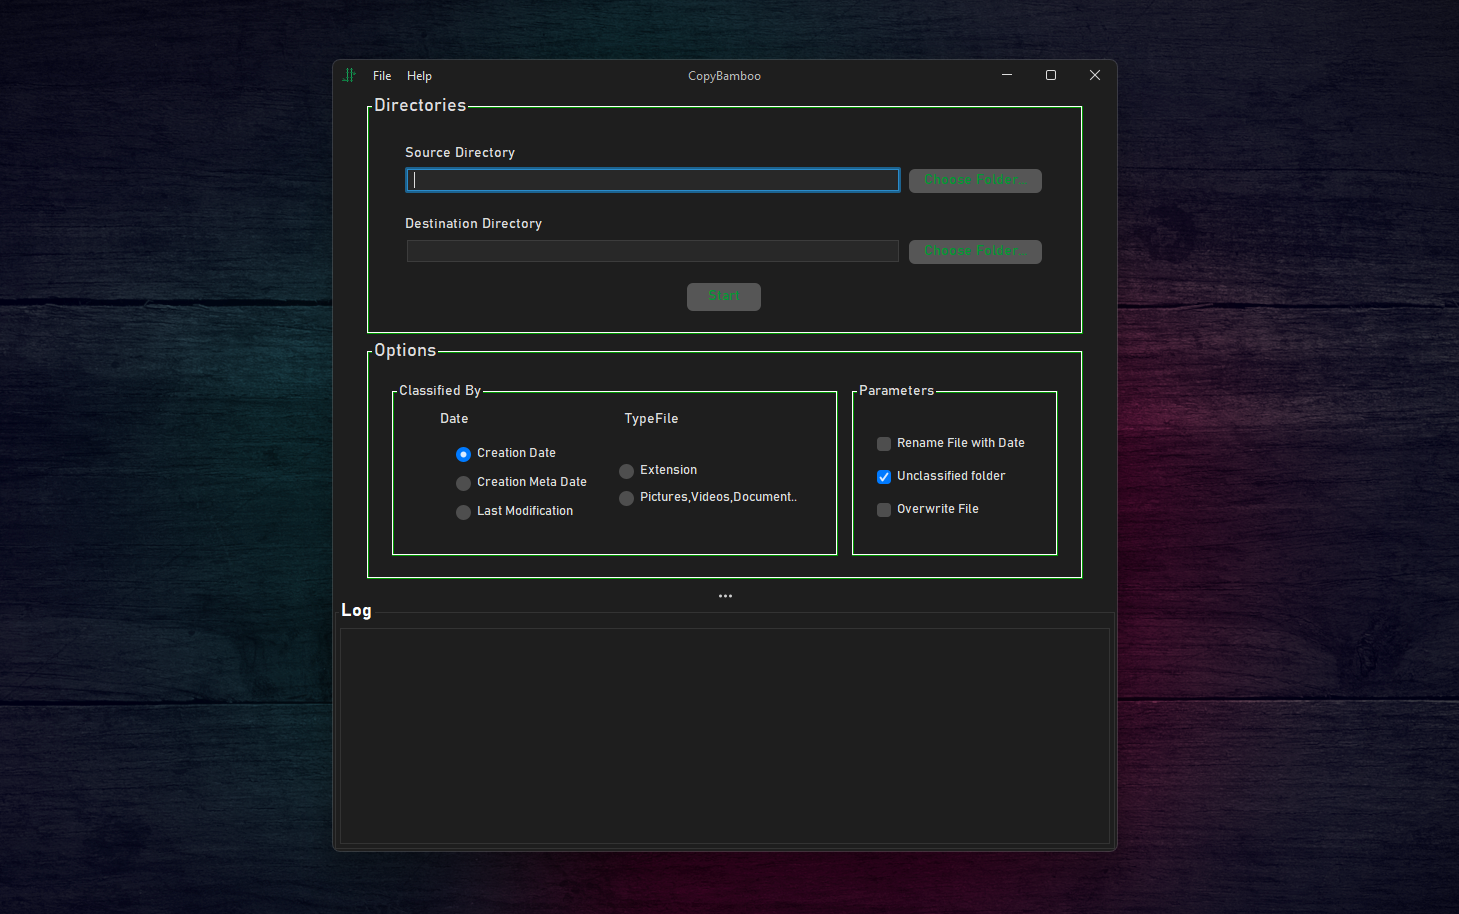 File Help CopyBamboo
Directories
Source Directory
Choose Folder...
Destination Directory
Choose Folder...
Start
Options
Classified By
Parameters
Date TypeFile
Creation Date
Creation Meta Date
Last Modification
Extension
Pictures,Videos,Document..
Rename File with Date
Unclassified folder
Overwrite File
Log